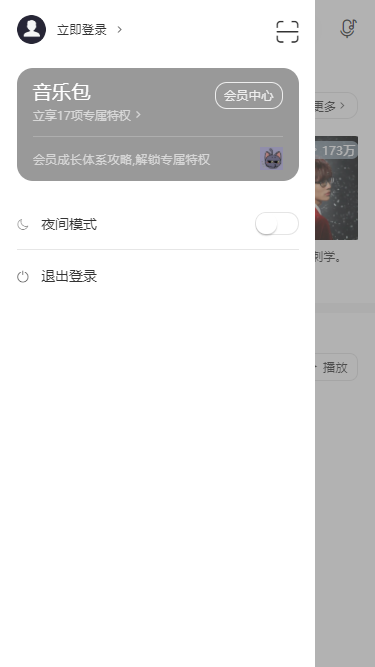 立即登录
音乐包
会员中心
立享17项专属特权
会员成长体系攻略,解锁专属特权
夜间模式
退出登录
更多
173万
刺学。
播放